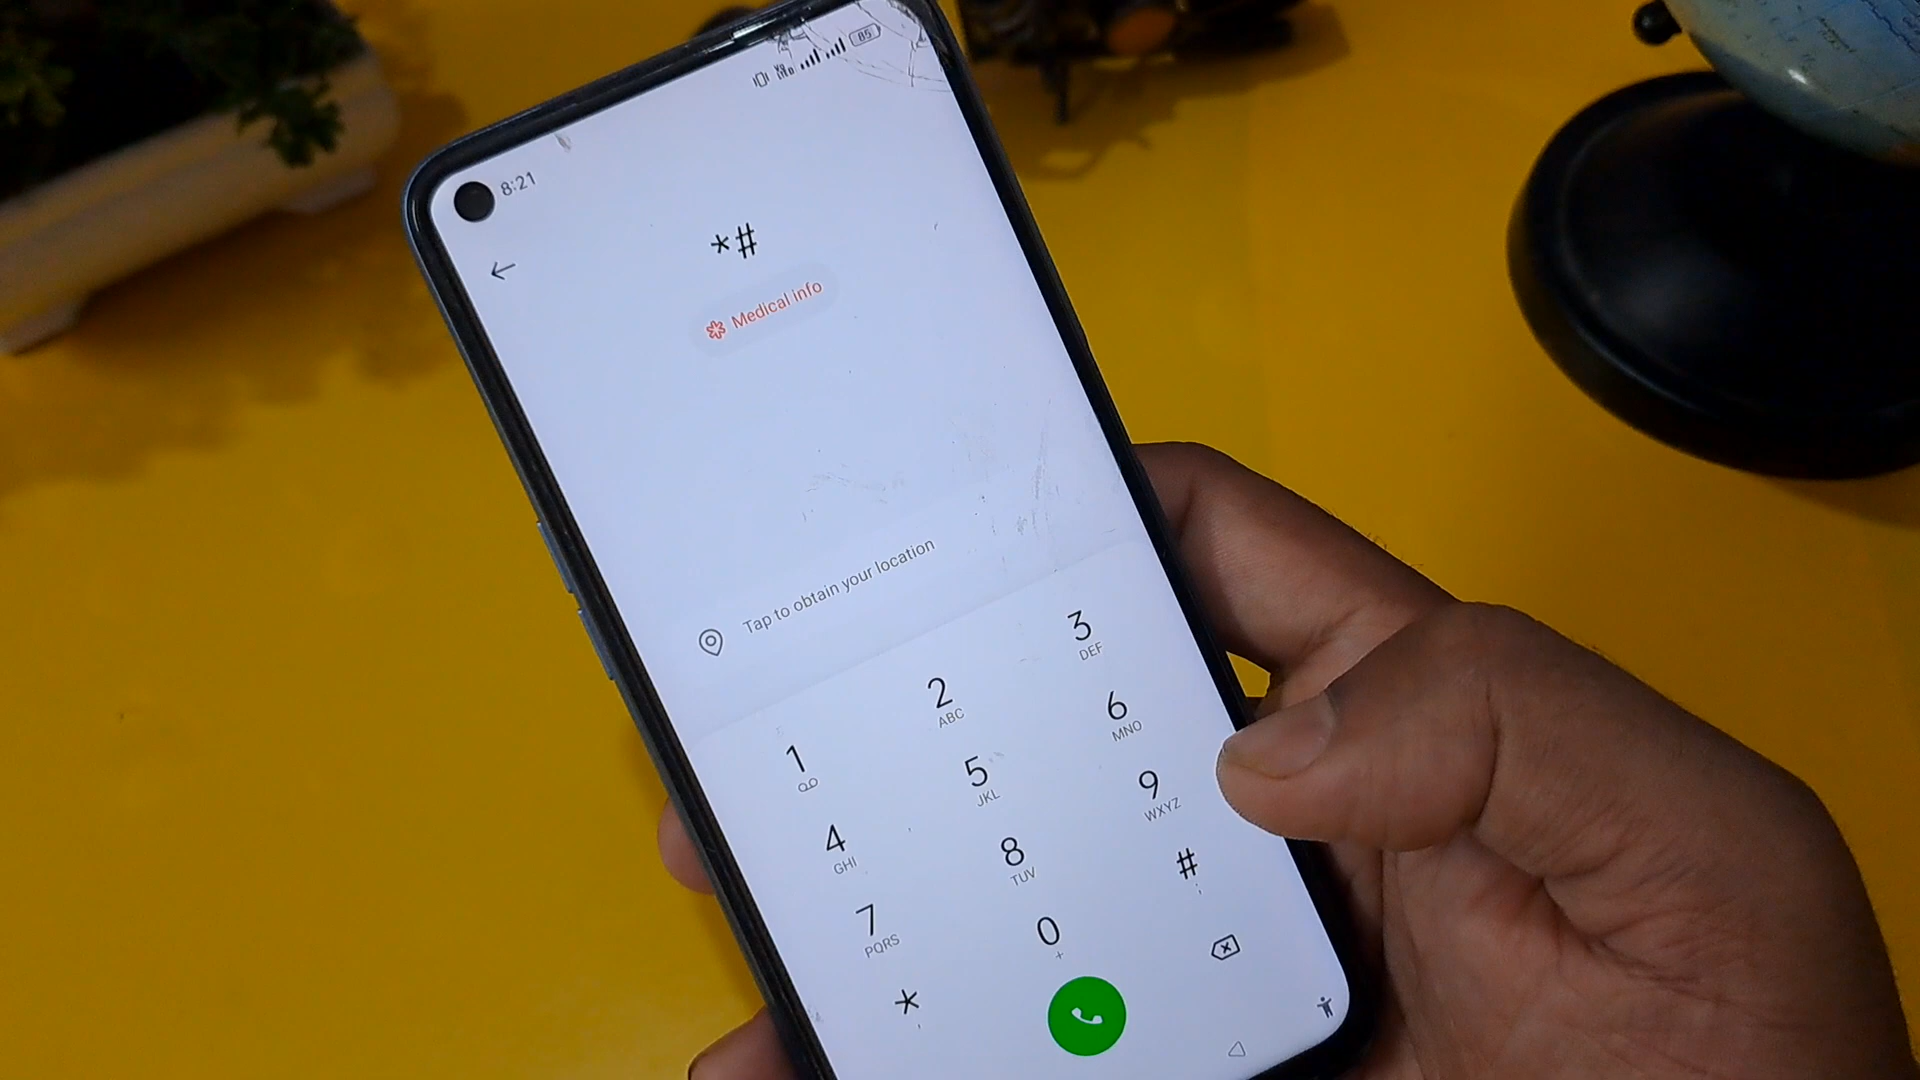 8:21
85
*#
Medical info
Tap to obtain your location
1
2
ABC
3
DEF
4
GHI
5
JKL
6
MNO
7
PQRS
8
TUV
9
WXYZ
*
,
0
+
#
;